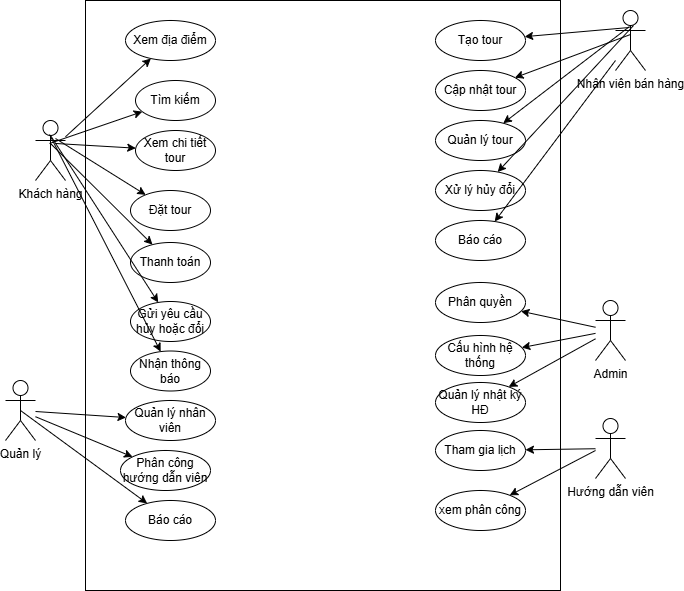 Xem địa điểm
Tìm kiếm
Xem chi tiết
tour
Khách hàng
Đặt tour
Thanh toán
Gửi yêu cầu
hủy hoặc đổi
Nhận thông
báo
Quản lý
Quản lý nhân
viên
Phân công
hướng dẫn viên
Báo cáo
Tạo tour
Cập nhật tour
Nhân viên bán hàng
Quản lý tour
Xử lý hủy đổi
Báo cáo
Phân quyền
Cấu hình hệ
thống
Admin
Quản lý nhật ký
HĐ
Tham gia lịch
Hướng dẫn viên
xem phân công